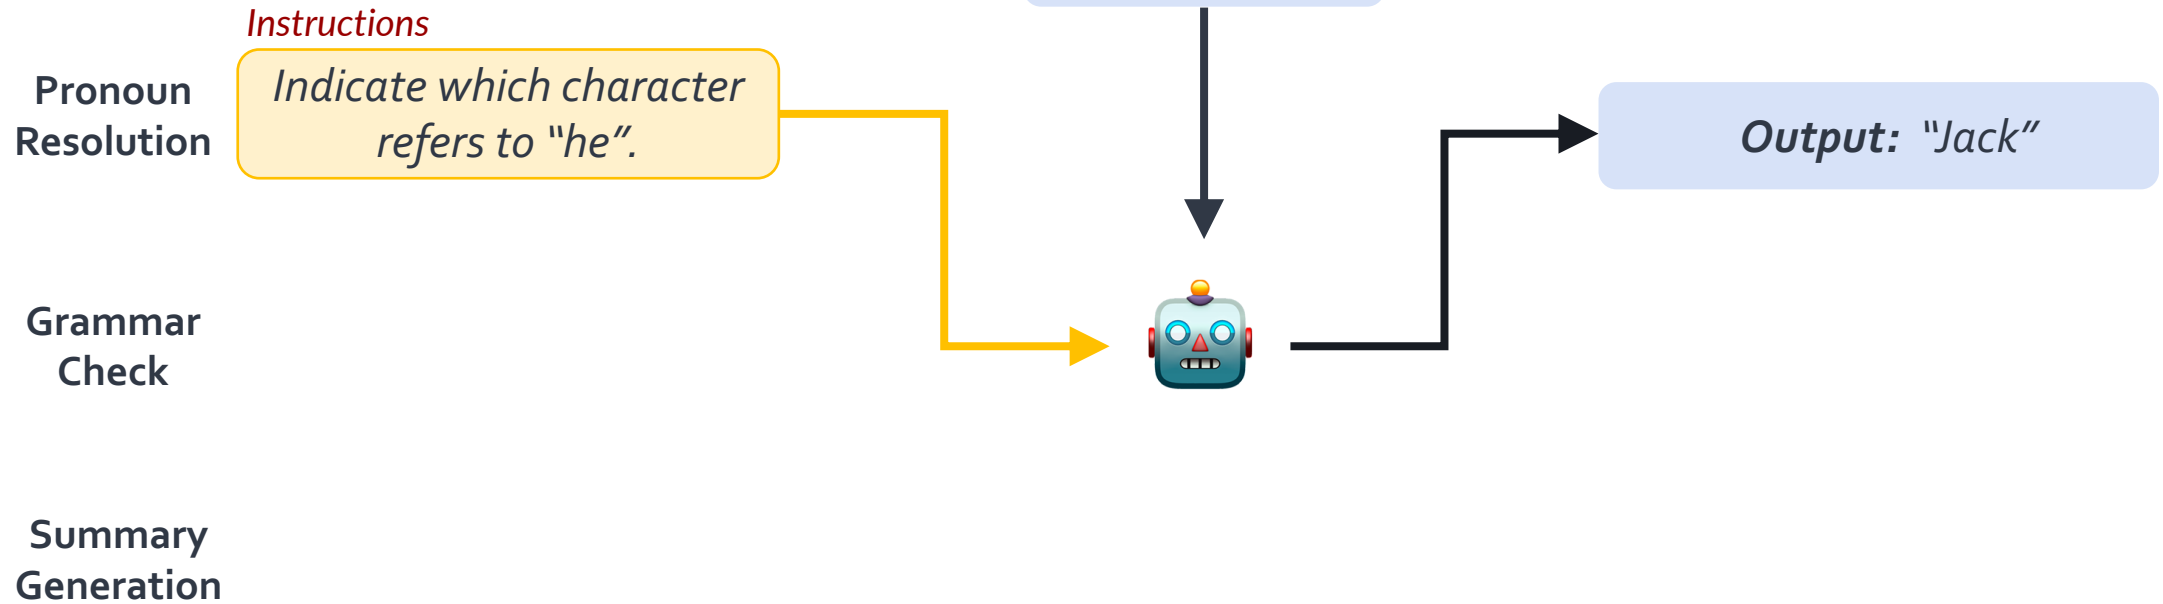 Instructions
Pronoun
Resolution
Indicate which character
refers to “he”.
Output: “Jack”
Grammar
Check
Summary
Generation